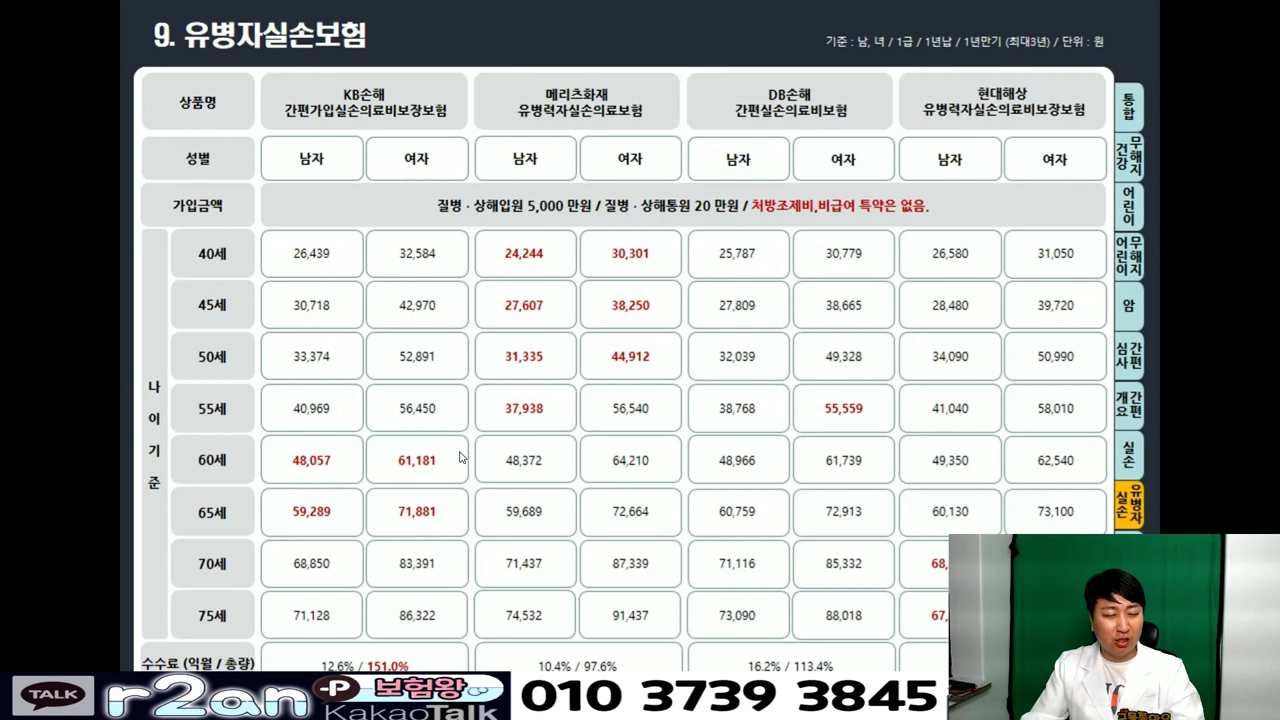 9. 유병자실손보험
기준 : 남, 녀 / 1급 / 1년납 / 1년만기 (최대3년) / 단위 : 원
상품명
KB손해
간편가입실손의료비보장보험
메리츠화재
유병력자실손의료보험
DB손해
간편실손의료비보험
현대해상
유병력자실손의료비보장보험
성별 남자 여자 남자 여자 남자 여자 남자 여자
가입금액 질병 · 상해입원 5,000 만원 / 질병 · 상해통원 20 만원 / 처방조제비,비급여 특약은 없음.
나이기준
40세 26,439 32,584 24,244 30,301 25,787 30,779 26,580 31,050
45세 30,718 42,970 27,607 38,250 27,809 38,665 28,480 39,720
50세 33,374 52,891 31,335 44,912 32,039 49,328 34,090 50,990
55세 40,969 56,450 37,938 56,540 38,768 55,559 41,040 58,010
60세 48,057 61,181 48,372 64,210 48,966 61,739 49,350 62,540
65세 59,289 71,881 59,689 72,664 60,759 72,913 60,130 73,100
70세 68,850 83,391 71,437 87,339 71,116 85,332 68,
75세 71,128 86,322 74,532 91,437 73,090 88,018 67,
수수료 (익월 / 총량) 12.6% / 151.0% 10.4% / 97.6% 16.2% / 113.4%
통합
무해지 건강
어린이
무해지 어린이
암
간편 심사
간편 개요
실손
유병자 실손
TALK r2an -P 보험왕 KakaoTalk 010 3739 3845